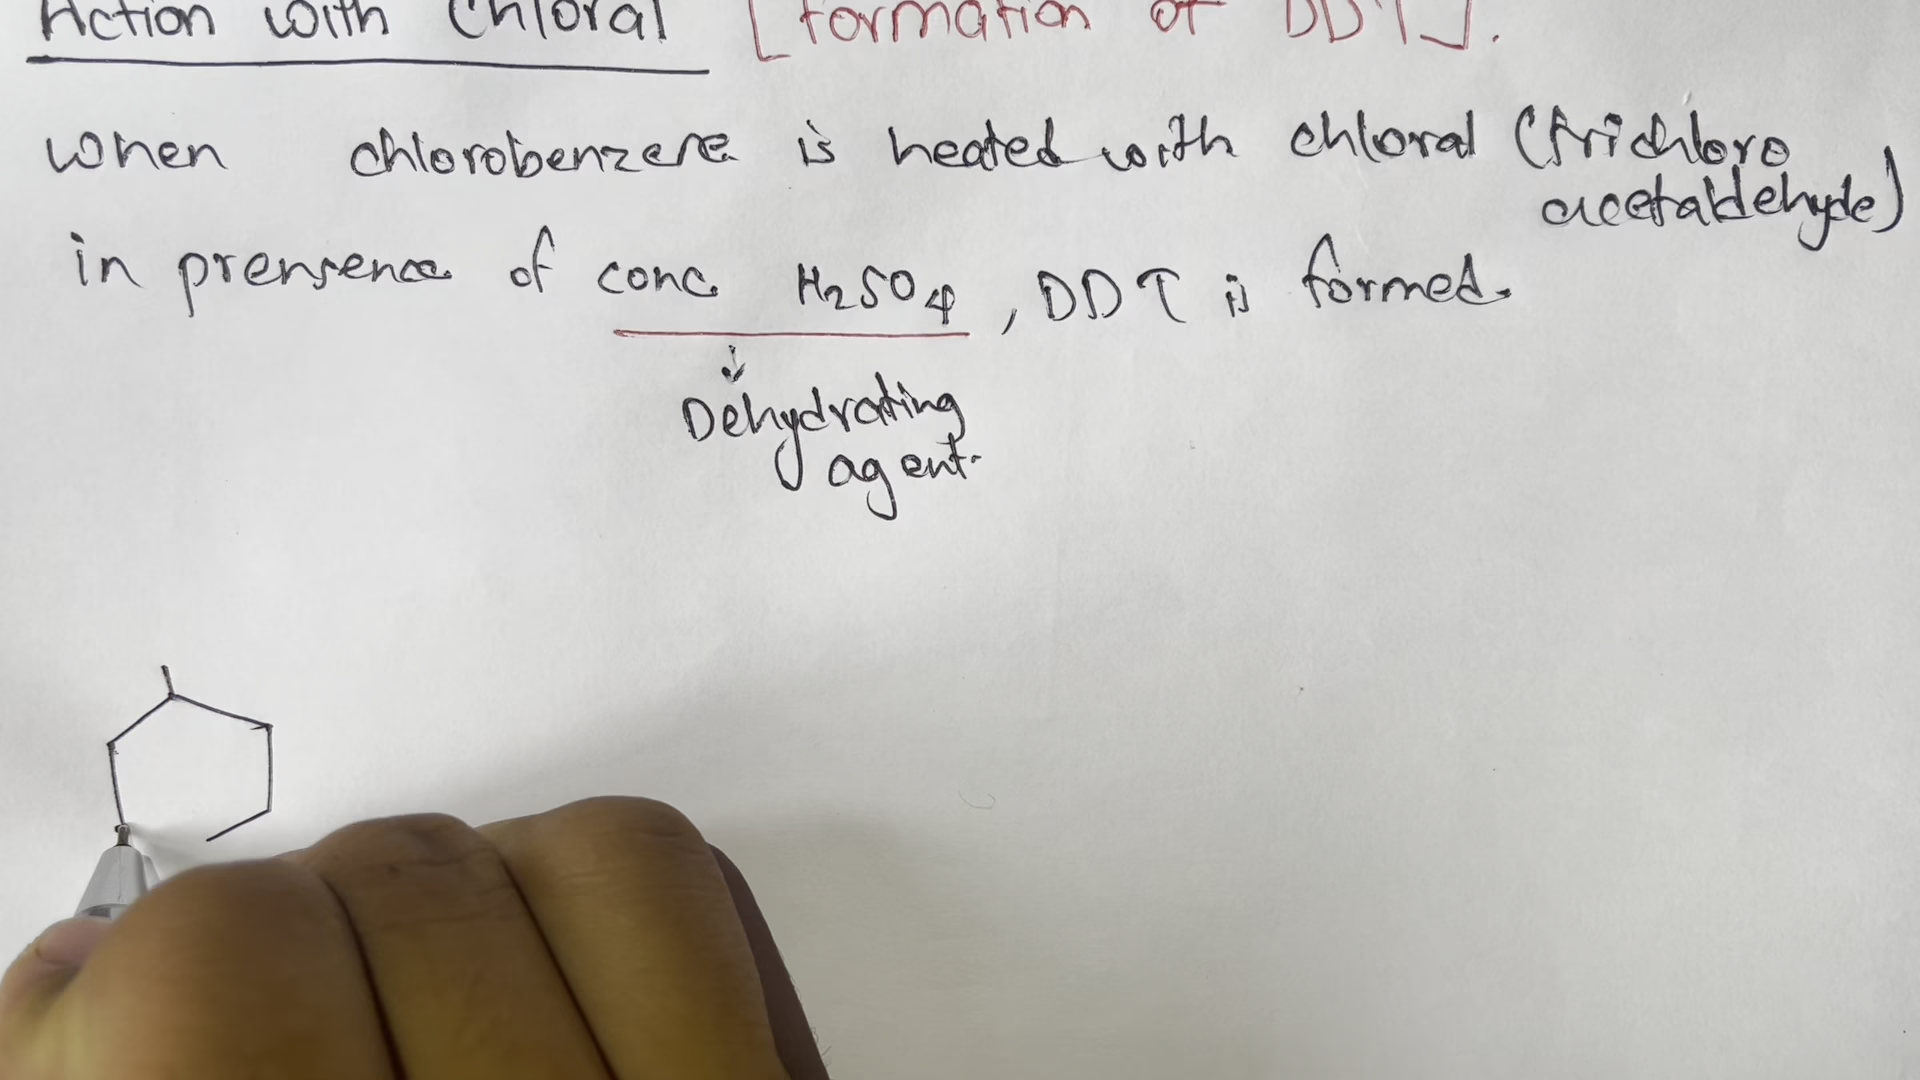 Action with Chloral [formation of DDT].
when chlorobenzene is heated with chloral (trichloro
acetaldehyde)
in prensence of conc. H₂SO₄, DDT is formed.
↓
Dehydrating
agent.